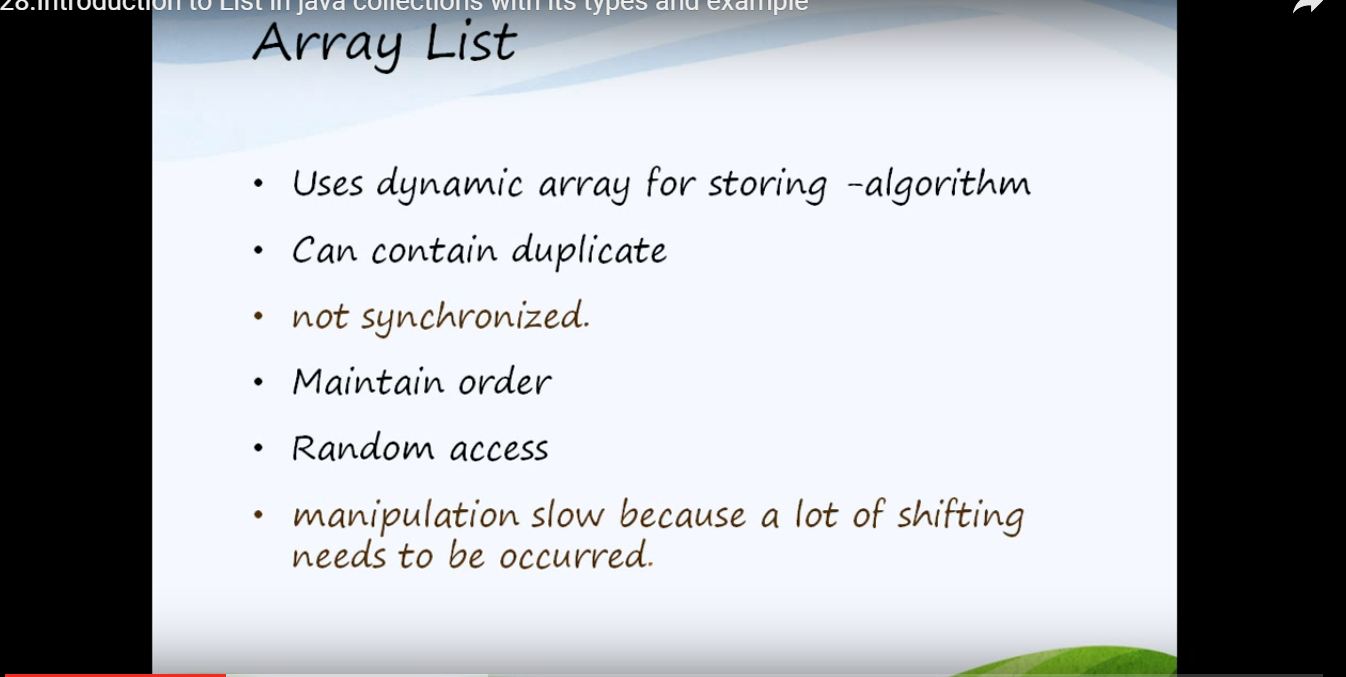 28.Introduction to List in java collections with its types and example
Array List
• Uses dynamic array for storing -algorithm
• Can contain duplicate
• not synchronized.
• Maintain order
• Random access
• manipulation slow because a lot of shifting
needs to be occurred.